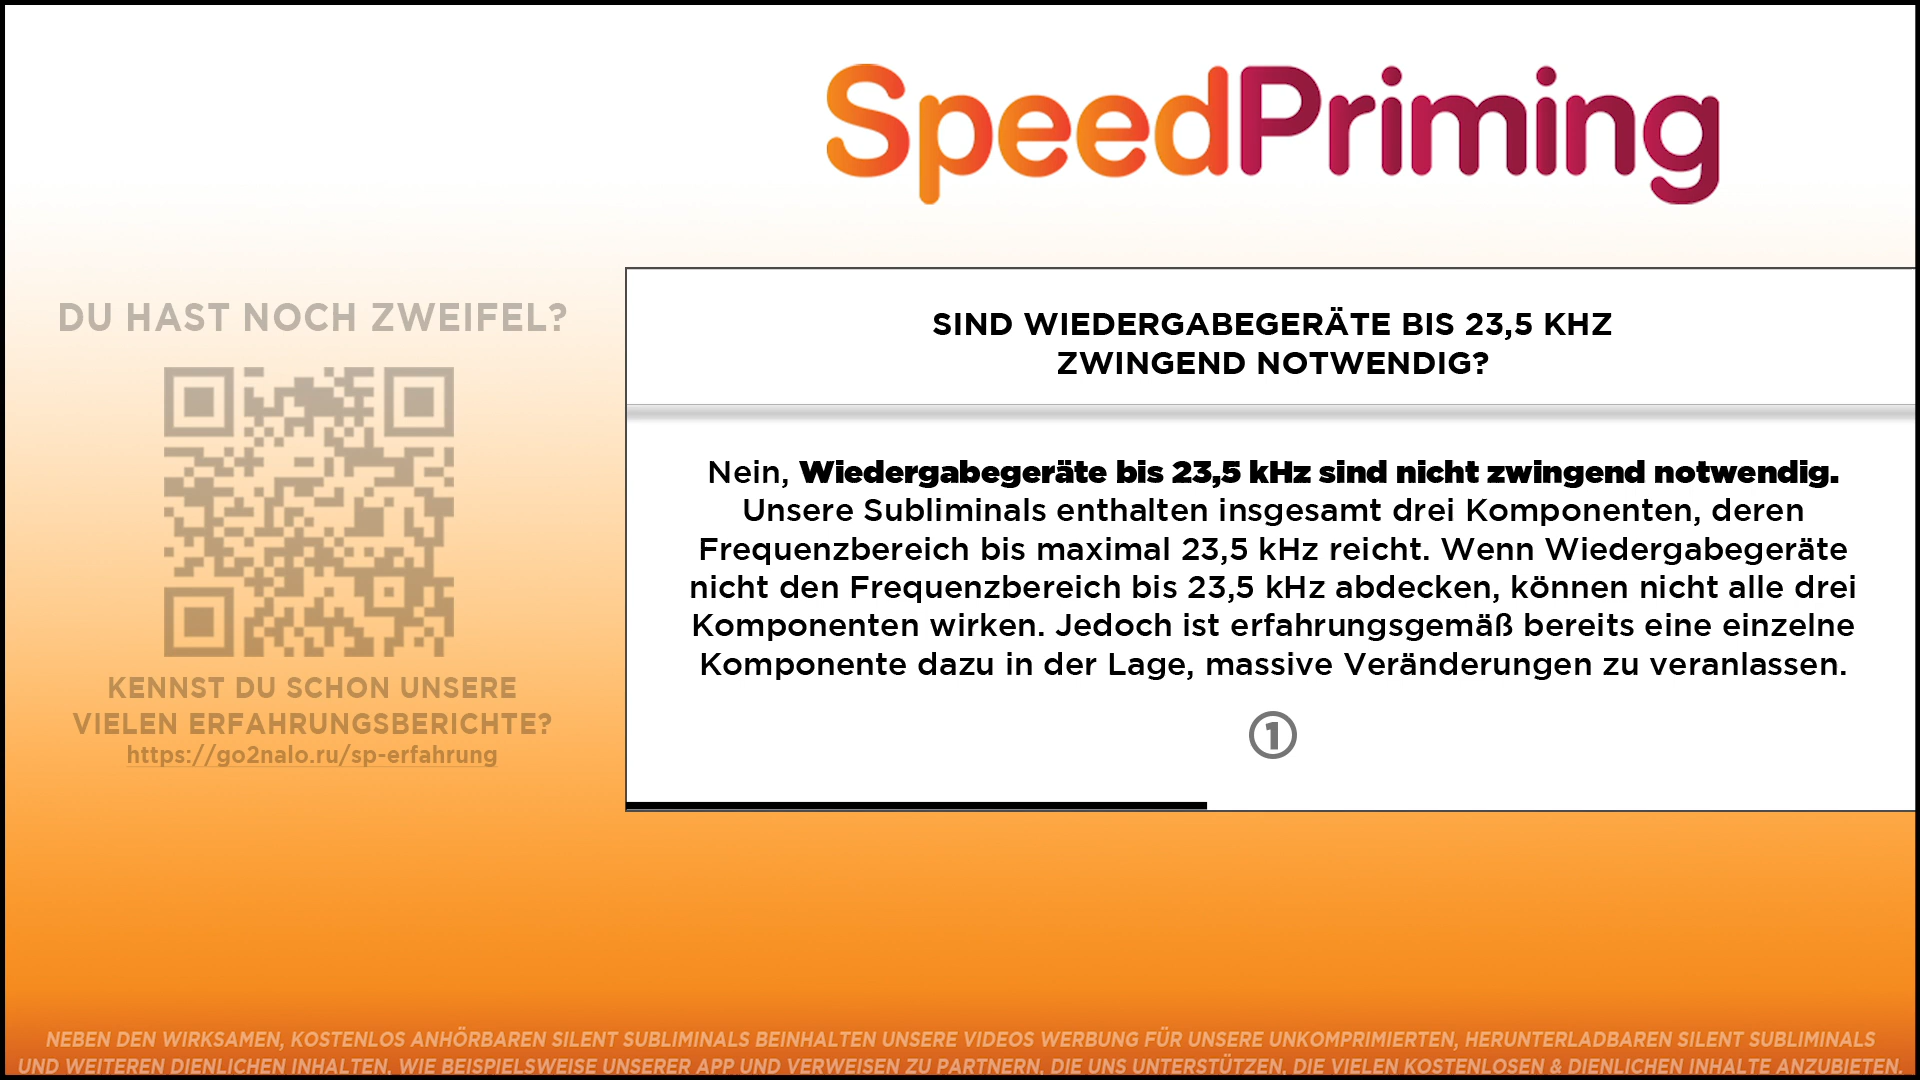 SpeedPriming
DU HAST NOCH ZWEIFEL?
KENNST DU SCHON UNSERE
VIELEN ERFAHRUNGSBERICHTE?
https://go2nalo.ru/sp-erfahrung
SIND WIEDERGABEGERÄTE BIS 23,5 KHZ
ZWINGEND NOTWENDIG?
Nein, Wiedergabegeräte bis 23,5 kHz sind nicht zwingend notwendig.
Unsere Subliminals enthalten insgesamt drei Komponenten, deren
Frequenzbereich bis maximal 23,5 kHz reicht. Wenn Wiedergabegeräte
nicht den Frequenzbereich bis 23,5 kHz abdecken, können nicht alle drei
Komponenten wirken. Jedoch ist erfahrungsgemäß bereits eine einzelne
Komponente dazu in der Lage, massive Veränderungen zu veranlassen.
①
NEBEN DEN WIRKSAMEN, KOSTENLOS ANHÖRBAREN SILENT SUBLIMINALS BEINHALTEN UNSERE VIDEOS WERBUNG FÜR UNSERE UNKOMPRIMIERTEN, HERUNTERLADBAREN SILENT SUBLIMINALS
UND WEITEREN DIENLICHEN INHALTEN, WIE BEISPIELSWEISE UNSERER APP UND VERWEISEN ZU PARTNERN, DIE UNS UNTERSTÜTZEN, DIE VIELEN KOSTENLOSEN & DIENLICHEN INHALTE ANZUBIETEN.